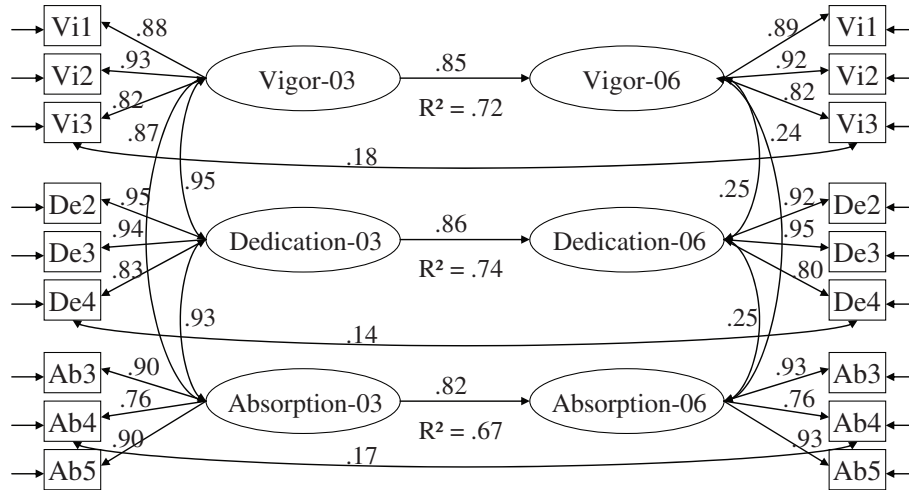 Vi1 .88 .89 Vi1
Vi2 .93 Vigor-03 .85 Vigor-06 .92 Vi2
Vi3 .82 R² = .72 .82 Vi3
.87 .24
.18
.95 .25
De2 .95 .92 De2
De3 .94 Dedication-03 .86 Dedication-06 .95 De3
De4 .83 R² = .74 .80 De4
.93 .25
.14
Ab3 .90 .93 Ab3
Ab4 .76 Absorption-03 .82 Absorption-06 .76 Ab4
.90 R² = .67 .93
.17
Ab5 Ab5